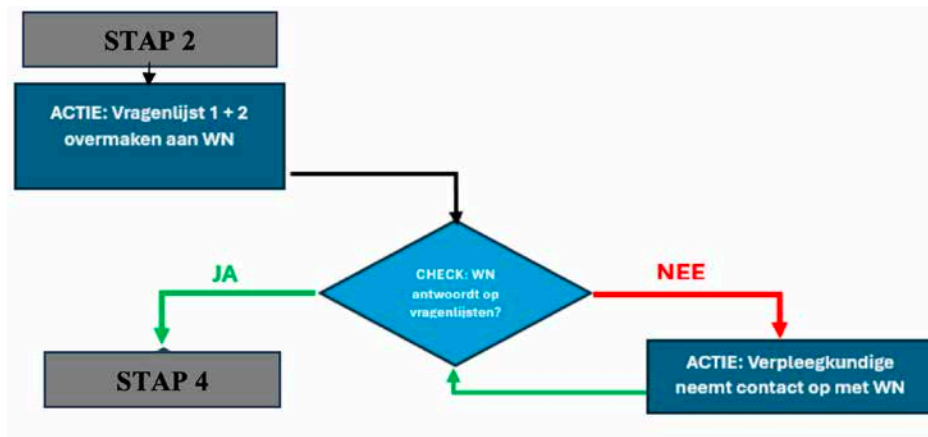 STAP 2
ACTIE: Vragenlijst 1 + 2
overmaken aan WN
JA
CHECK: WN
antwoordt op
vragenlijsten?
NEE
STAP 4
ACTIE: Verpleegkundige
neemt contact op met WN